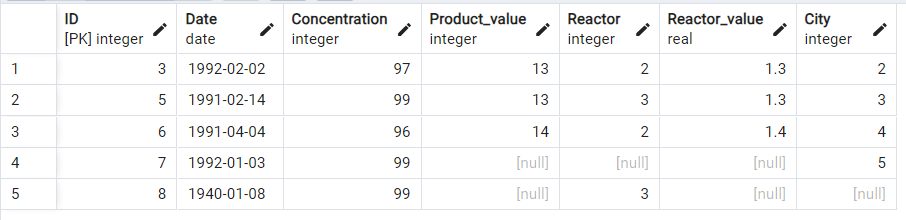 ID Date Concentration Product_value Reactor Reactor_value City
[PK] integer date integer integer integer real integer
1 3 1992-02-02 97 13 2 1.3 2
2 5 1991-02-14 99 13 3 1.3 3
3 6 1991-04-04 96 14 2 1.4 4
4 7 1992-01-03 99 [null] [null] [null] 5
5 8 1940-01-08 99 [null] 3 [null] [null]